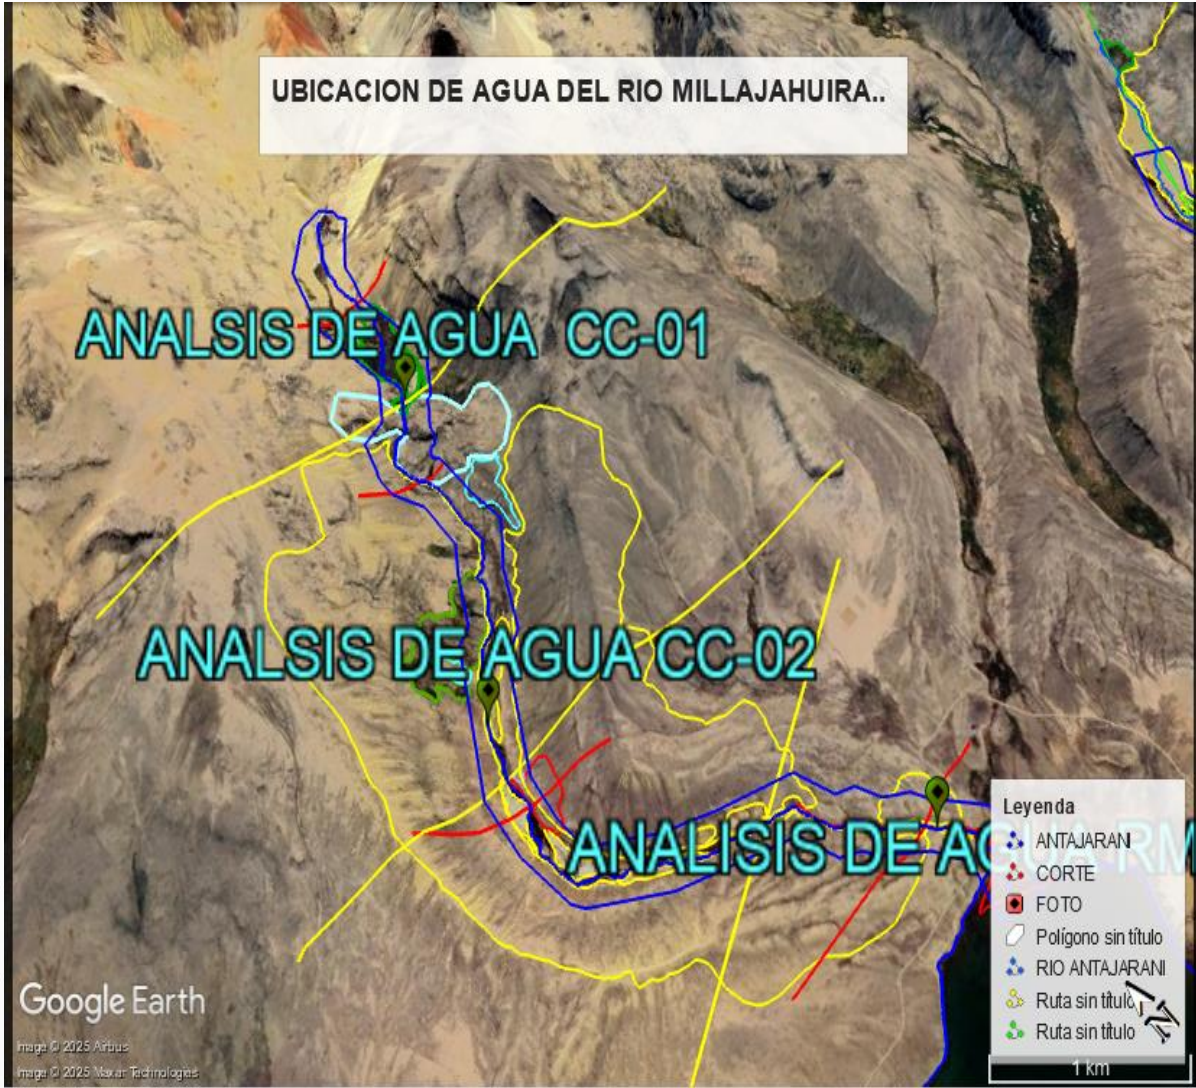 UBICACION DE AGUA DEL RIO MILLAJAHUIRA..
ANALSIS DE AGUA CC-01
ANALSIS DE AGUA CC-02
ANALISIS DE AGUA RM
Leyenda
ANTAJARANI
CORTE
FOTO
Polígono sin título
RIO ANTAJARANI
Ruta sin título
Ruta sin título
N
1 km
Google Earth
Image © 2025 Airbus
Image © 2025 Maxar Technologies